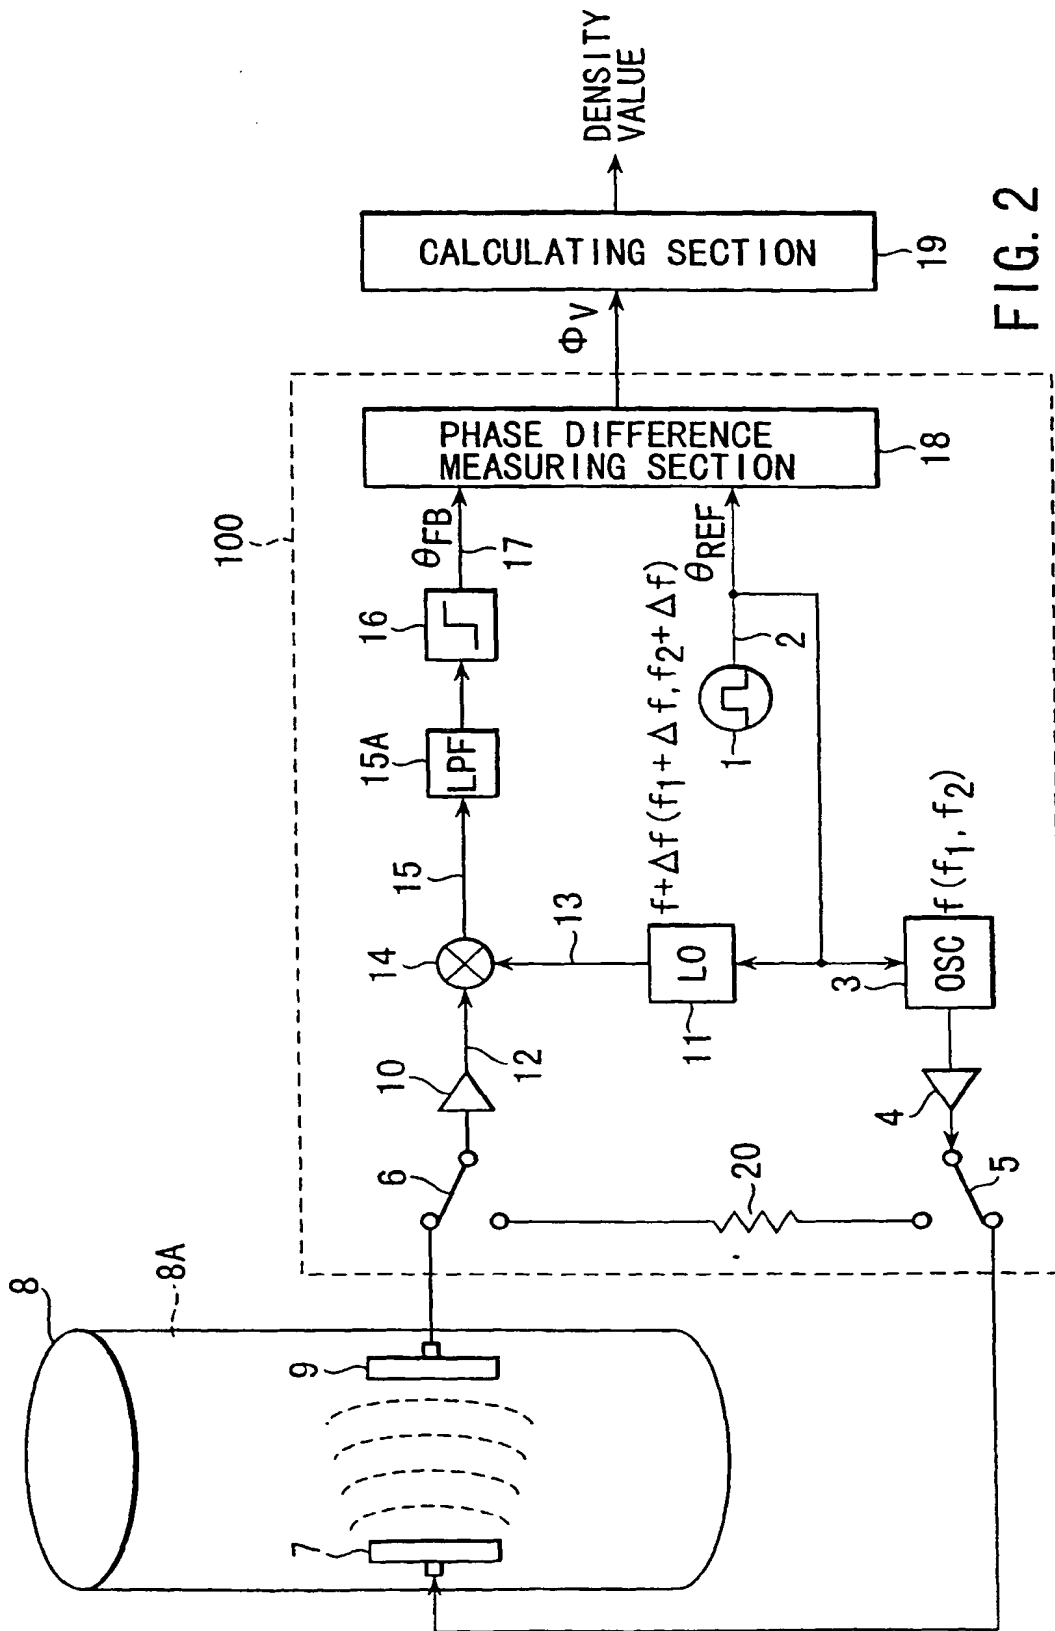 100
8
8A
7
9
6
10
12
14
15
15A
LPF
16
θFB
17
PHASE DIFFERENCE
MEASURING SECTION
18
ΦV
CALCULATING SECTION
19
DENSITY
VALUE
13
LO
11
f+Δf(f1+Δf,f2+Δf)
1
2
θREF
20
5
4
3
OSC
f(f1,f2)
FIG. 2